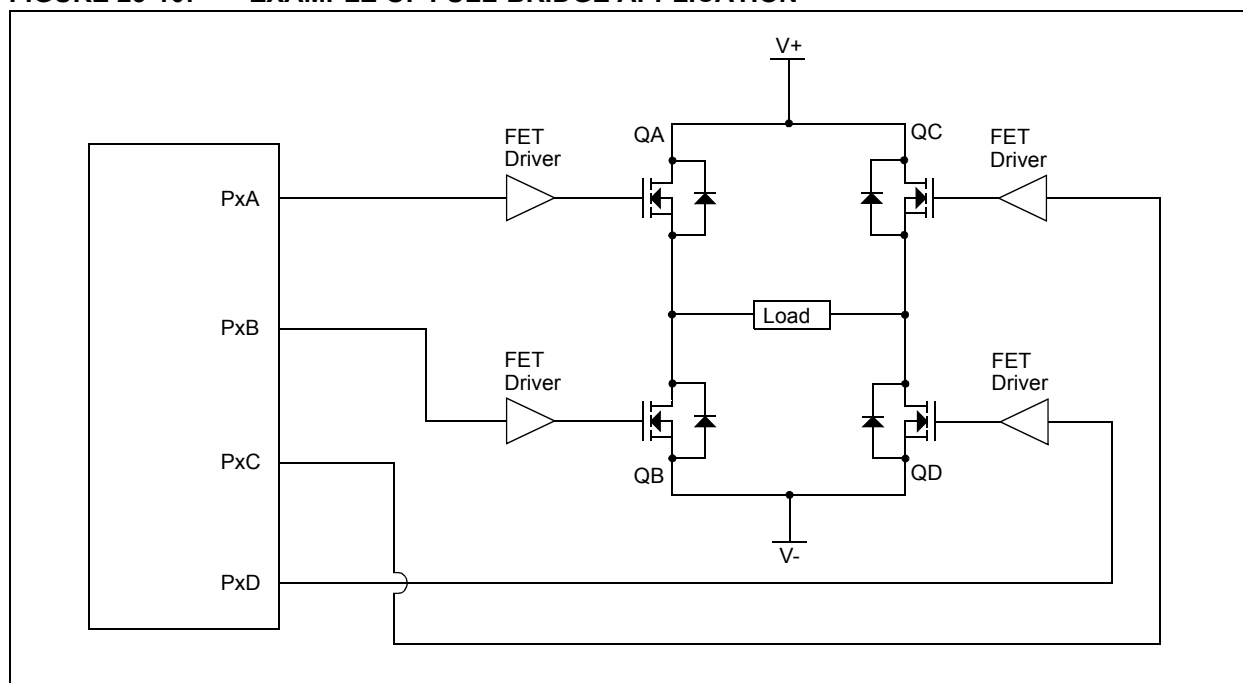 V+
QA
QC
FET
Driver
FET
Driver
PxA
PxB
Load
FET
Driver
FET
Driver
PxC
QB
QD
V-
PxD